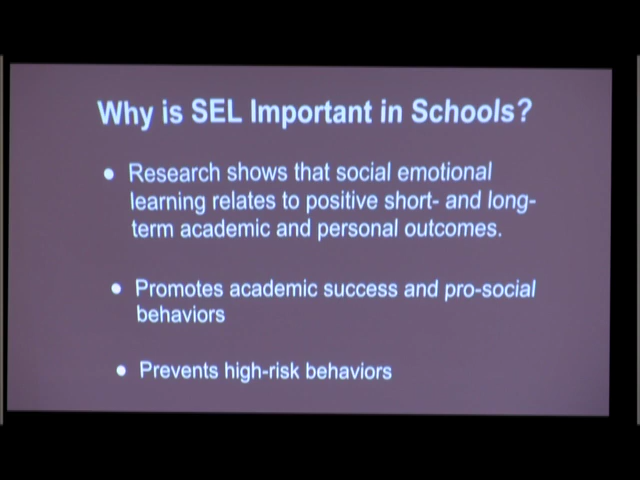 Why is SEL Important in Schools?
● Research shows that social emotional
learning relates to positive short- and long-
term academic and personal outcomes.
● Promotes academic success and pro-social
behaviors
● Prevents high-risk behaviors